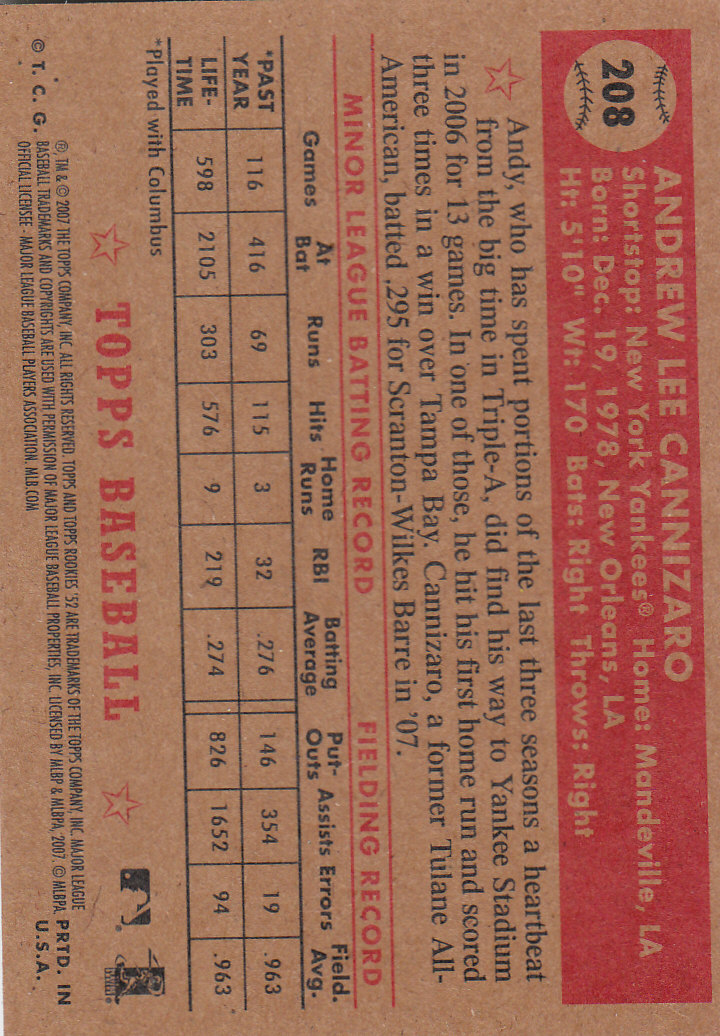 208
ANDREW LEE CANNIZARO
Shortstop: New York Yankees® Home: Mandeville, LA
Born: Dec. 19, 1978, New Orleans, LA
Ht: 5'10" Wt: 170 Bats: Right Throws: Right
Andy, who has spent portions of the last three seasons a heartbeat
from the big time in Triple-A, did find his way to Yankee Stadium
in 2006 for 13 games. In one of those, he hit his first home run and scored
three times in a win over Tampa Bay. Cannizaro, a former Tulane All-
American, batted .295 for Scranton-Wilkes Barre in '07.
MINOR LEAGUE BATTING RECORD FIELDING RECORD
Games At Bat Runs Hits Home Runs RBI Batting Average Put-Outs Assists Errors Field. Avg.
*PAST YEAR 116 416 69 115 3 32 .276 146 354 19 .963
LIFE-TIME 598 2105 303 576 9 219 .274 826 1652 94 .963
*Played with Columbus
TOPPS BASEBALL
® TM & © 2007 THE TOPPS COMPANY, INC. ALL RIGHTS RESERVED. TOPPS AND TOPPS ROOKIES '52 ARE TRADEMARKS OF THE TOPPS COMPANY, INC. MAJOR LEAGUE
BASEBALL TRADEMARKS AND COPYRIGHTS ARE USED WITH PERMISSION OF MAJOR LEAGUE BASEBALL PROPERTIES, INC. LICENSED BY MLBP & MLBPA, 2007. © MLBPA,
OFFICIAL LICENSEE - MAJOR LEAGUE BASEBALL PLAYERS ASSOCIATION. MLB.COM
© T. C. G.
PRTD. IN
U.S.A.